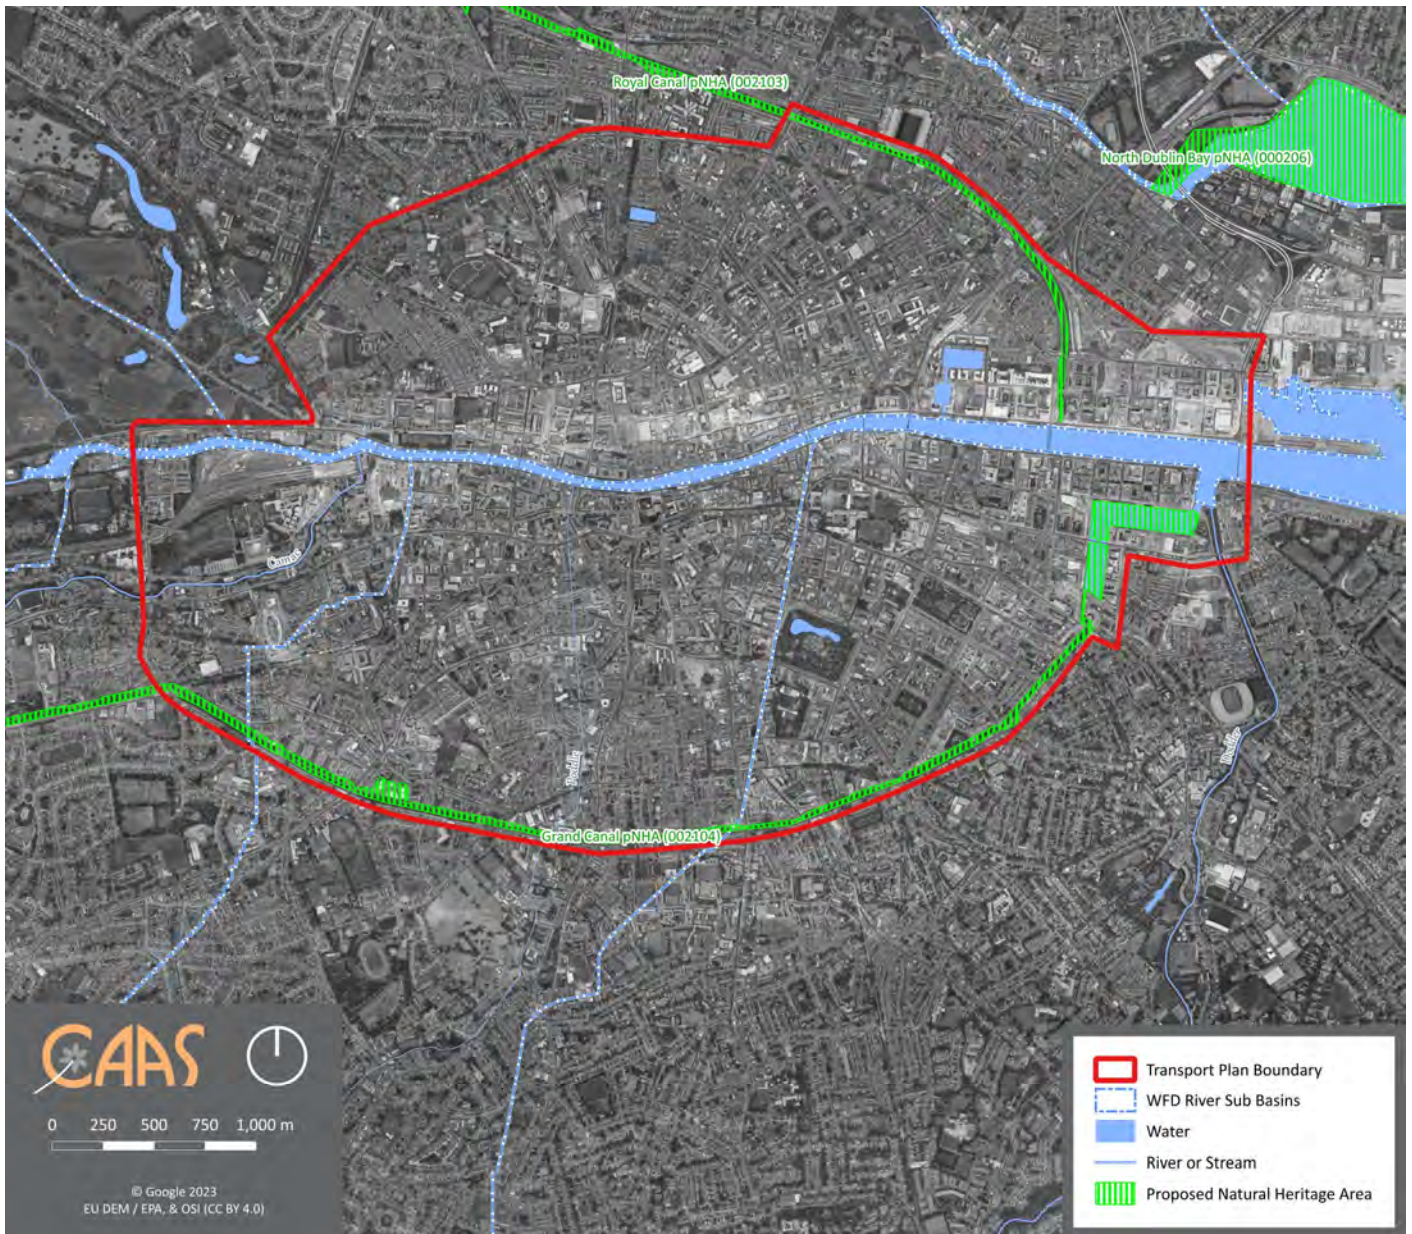 Royal Canal pNHA (002103)
North Dublin Bay pNHA (000206)
Camac
Poddle
Dodder
Grand Canal pNHA (002104)
CAAS
0 250 500 750 1,000 m
© Google 2023
EU DEM / EPA, & OSI (CC BY 4.0)
Transport Plan Boundary
WFD River Sub Basins
Water
River or Stream
Proposed Natural Heritage Area